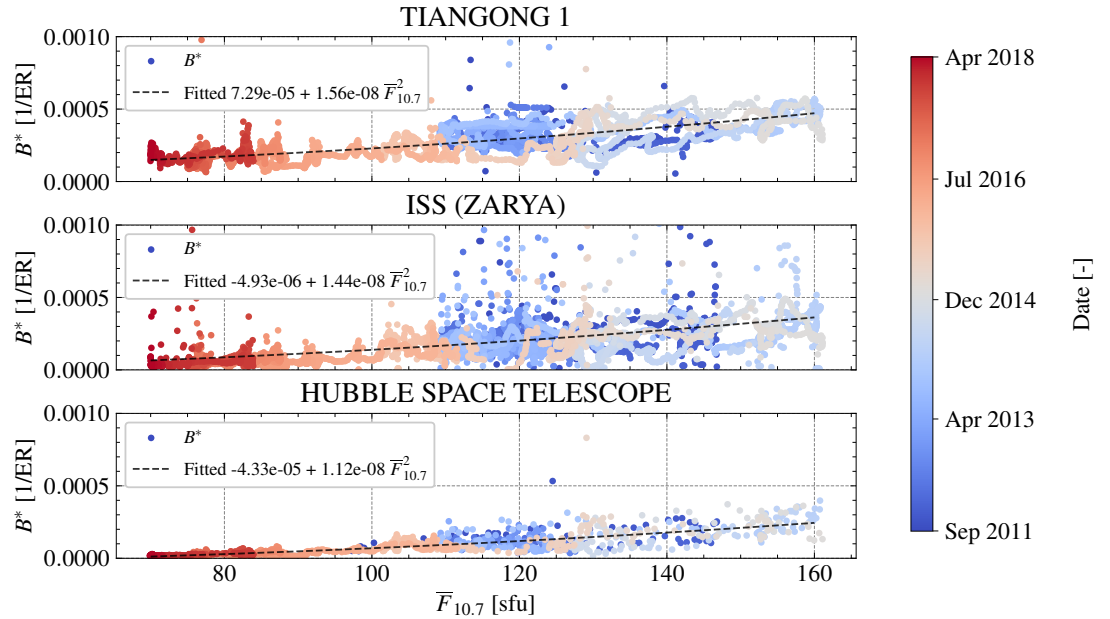 TIANGONG 1
0.0010
0.0005
0.0000
B* [1/ER]
B*
Fitted 7.29e-05 + 1.56e-08 F̅²₁₀.₇
ISS (ZARYA)
0.0010
0.0005
0.0000
B* [1/ER]
B*
Fitted -4.93e-06 + 1.44e-08 F̅²₁₀.₇
HUBBLE SPACE TELESCOPE
0.0010
0.0005
0.0000
B* [1/ER]
B*
Fitted -4.33e-05 + 1.12e-08 F̅²₁₀.₇
80 100 120 140 160
F̅₁₀.₇ [sfu]
Apr 2018
Jul 2016
Dec 2014
Apr 2013
Sep 2011
Date [-]